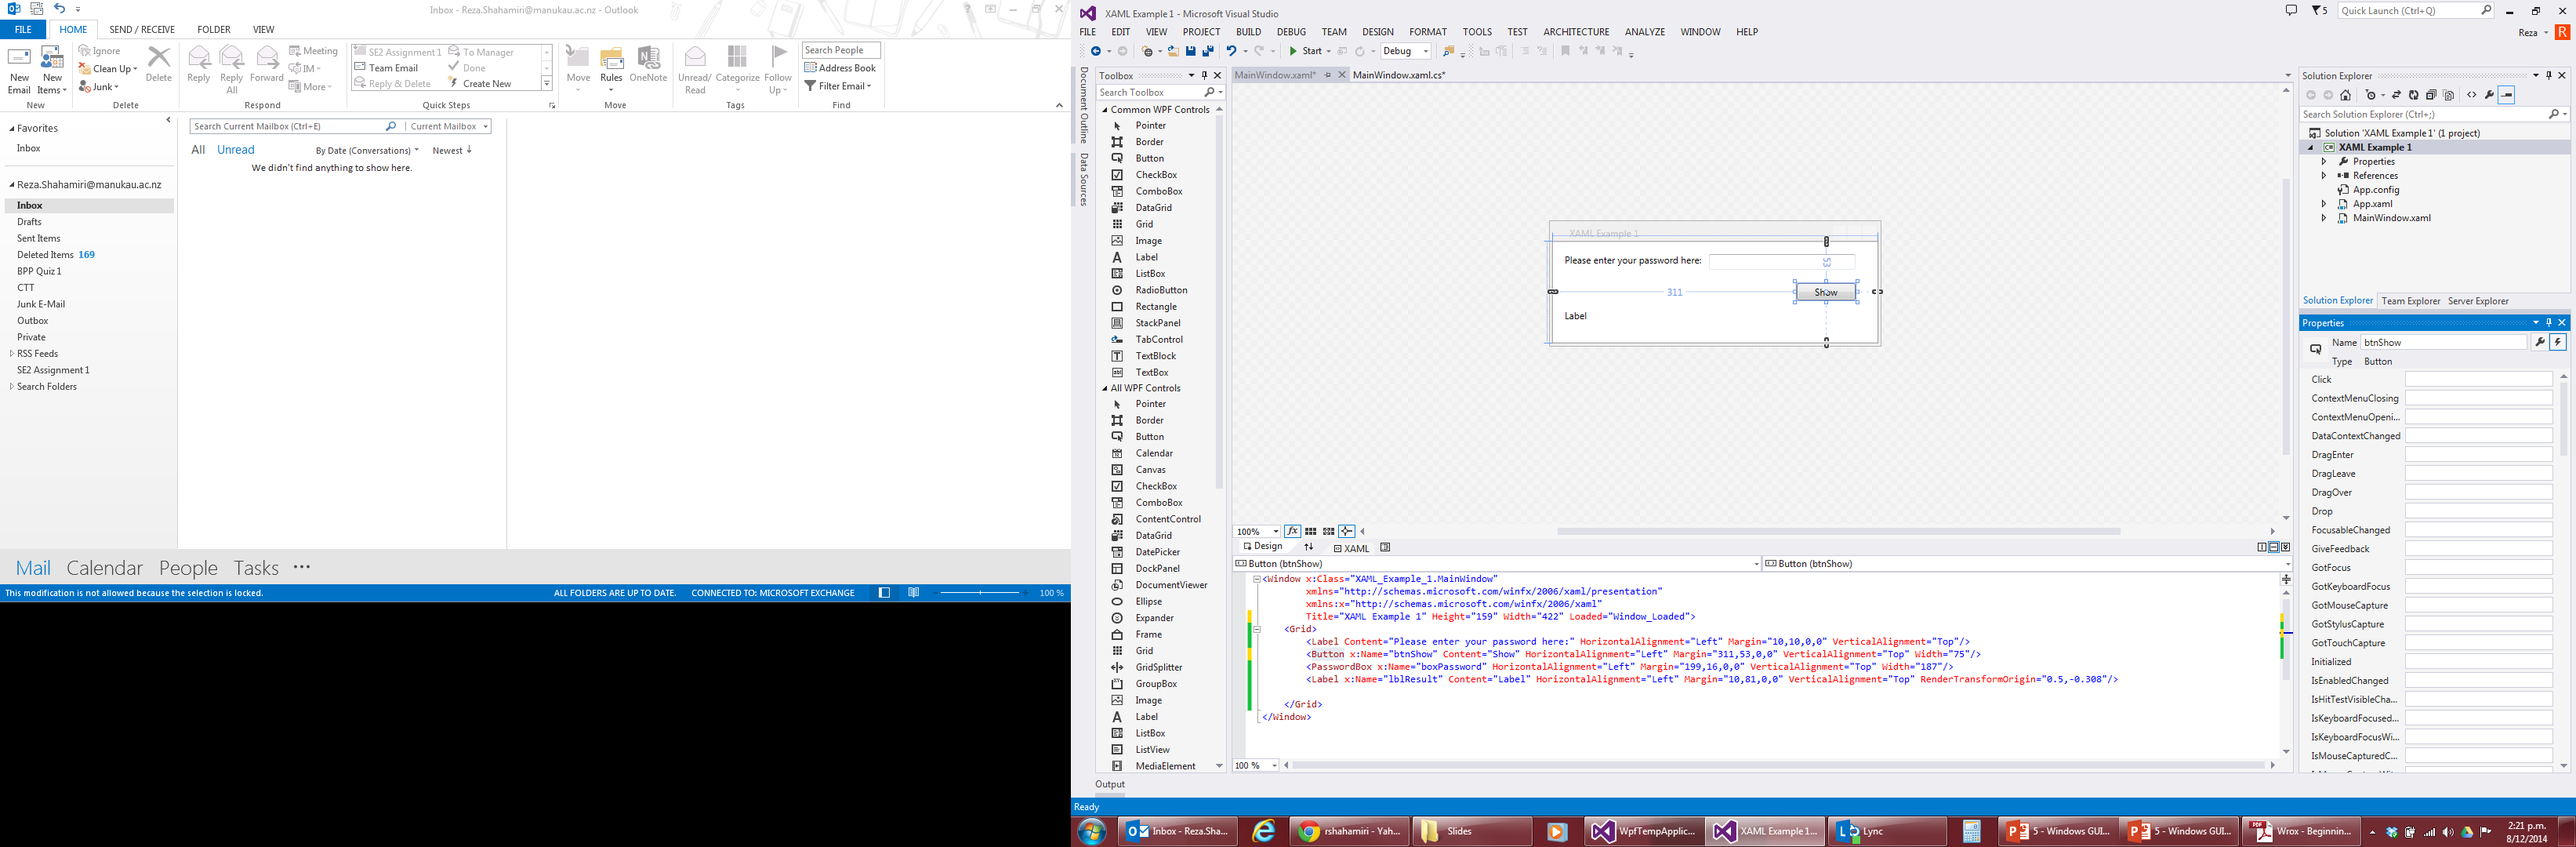 Inbox - Reza.Shahamiri@manukau.ac.nz - Outlook
FILE HOME SEND / RECEIVE FOLDER VIEW
New Email
New Items
New
Ignore
Clean Up
Junk
Delete
Delete
Reply
Reply All
Forward
Meeting
IM
More
Respond
SE2 Assignment 1
Team Email
Reply & Delete
To Manager
Done
Create New
Quick Steps
Move
Rules
OneNote
Move
Unread/ Read
Categorize
Follow Up
Tags
Search People
Address Book
Filter Email
Find
Favorites
Inbox
Reza.Shahamiri@manukau.ac.nz
Inbox
Drafts
Sent Items
Deleted Items 169
BPP Quiz 1
CTT
Junk E-Mail
Outbox
Private
RSS Feeds
SE2 Assignment 1
Search Folders
Search Current Mailbox (Ctrl+E) Current Mailbox
All Unread By Date (Conversations) Newest
We didn't find anything to show here.
Mail Calendar People Tasks ...
This modification is not allowed because the selection is locked. ALL FOLDERS ARE UP TO DATE. CONNECTED TO: MICROSOFT EXCHANGE 100 %
XAML Example 1 - Microsoft Visual Studio
5 Quick Launch (Ctrl+Q)
FILE EDIT VIEW PROJECT BUILD DEBUG TEAM DESIGN FORMAT TOOLS TEST ARCHITECTURE ANALYZE WINDOW HELP
Reza R
Start Debug
Document Outline
Data Sources
Toolbox
Search Toolbox
Common WPF Controls
Pointer
Border
Button
CheckBox
ComboBox
DataGrid
Grid
Image
Label
ListBox
RadioButton
Rectangle
StackPanel
TabControl
TextBlock
TextBox
All WPF Controls
Pointer
Border
Button
Calendar
Canvas
CheckBox
ComboBox
ContentControl
DataGrid
DatePicker
DockPanel
DocumentViewer
Ellipse
Expander
Frame
Grid
GridSplitter
GroupBox
Image
Label
ListBox
ListView
MediaElement
Output
MainWindow.xaml* MainWindow.xaml.cs*
XAML Example 1
Please enter your password here:
53
311
Show
Label
100% fx
Design XAML
Button (btnShow) Button (btnShow)
<Window x:Class="XAML_Example_1.MainWindow"
xmlns="http://schemas.microsoft.com/winfx/2006/xaml/presentation"
xmlns:x="http://schemas.microsoft.com/winfx/2006/xaml"
Title="XAML Example 1" Height="159" Width="422" Loaded="Window_Loaded">
<Grid>
<Label Content="Please enter your password here:" HorizontalAlignment="Left" Margin="10,10,0,0" VerticalAlignment="Top"/>
<Button x:Name="btnShow" Content="Show" HorizontalAlignment="Left" Margin="311,53,0,0" VerticalAlignment="Top" Width="75"/>
<PasswordBox x:Name="boxPassword" HorizontalAlignment="Left" Margin="199,16,0,0" VerticalAlignment="Top" Width="187"/>
<Label x:Name="lblResult" Content="Label" HorizontalAlignment="Left" Margin="10,81,0,0" VerticalAlignment="Top" RenderTransformOrigin="0.5,-0.308"/>
</Grid>
</Window>
100 %
Solution Explorer
Search Solution Explorer (Ctrl+;)
Solution 'XAML Example 1' (1 project)
XAML Example 1
Properties
References
App.config
App.xaml
MainWindow.xaml
Solution Explorer Team Explorer Server Explorer
Properties
Name btnShow
Type Button
Click
ContextMenuClosing
ContextMenuOpeni...
DataContextChanged
DragEnter
DragLeave
DragOver
Drop
FocusableChanged
GiveFeedback
GotFocus
GotKeyboardFocus
GotMouseCapture
GotStylusCapture
GotTouchCapture
Initialized
IsEnabledChanged
IsHitTestVisibleCha...
IsKeyboardFocused...
IsKeyboardFocusWi...
IsMouseCapturedC...
Ready
Inbox - Reza.Sha... rshahamiri - Yah... Slides WpfTempApplic... XAML Example 1... Lync 5 - Windows GUI... 5 - Windows GUI... Wrox - Beginnin...
2:21 p.m.
8/12/2014